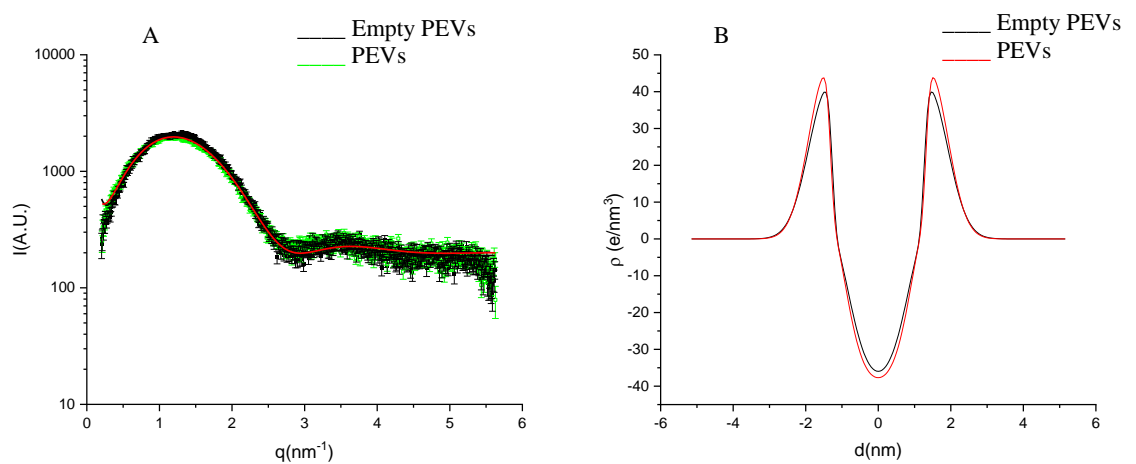 A
Empty PEVs
PEVs
10000
1000
100
10
I(A.U.)
0 1 2 3 4 5 6
q(nm⁻¹)
B
Empty PEVs
PEVs
50
40
30
20
10
0
-10
-20
-30
-40
ρ (e/nm³)
-6 -4 -2 0 2 4 6
d(nm)